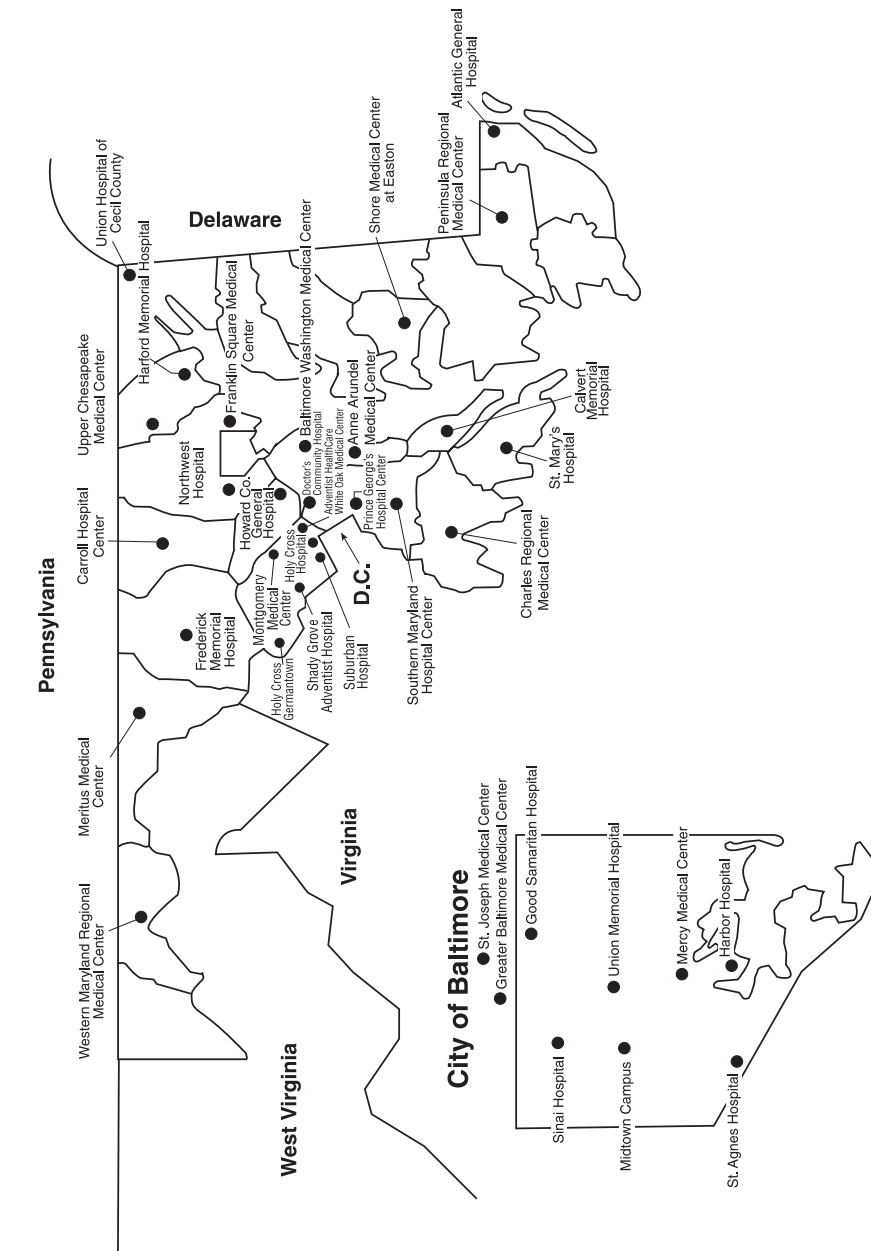 Pennsylvania
Western Maryland Regional
Medical Center
Meritus Medical
Center
Carroll Hospital
Center
Upper Chesapeake
Medical Center
Union Hospital of
Cecil County
Harford Memorial Hospital
Frederick
Memorial
Hospital
Northwest
Hospital
Franklin Square Medical
Center
Delaware
Howard Co.
General
Hospital
Baltimore Washington Medical Center
Montgomery
Medical
Center
Holy Cross
Germantown
Holy Cross
Hospital
Doctor's
Community Hospital
Adventist HealthCare
White Oak Medical Center
Shady Grove
Adventist Hospital
Suburban
Hospital
D.C.
Anne Arundel
Medical Center
Prince George's
Hospital Center
Shore Medical Center
at Easton
Southern Maryland
Hospital Center
Peninsula Regional
Medical Center
Atlantic General
Hospital
Charles Regional
Medical Center
St. Mary's
Hospital
Calvert
Memorial
Hospital
West Virginia
Virginia
City of Baltimore
St. Joseph Medical Center
Greater Baltimore Medical Center
Good Samaritan Hospital
Sinai Hospital
Union Memorial Hospital
Midtown Campus
Mercy Medical Center
Harbor Hospital
St. Agnes Hospital